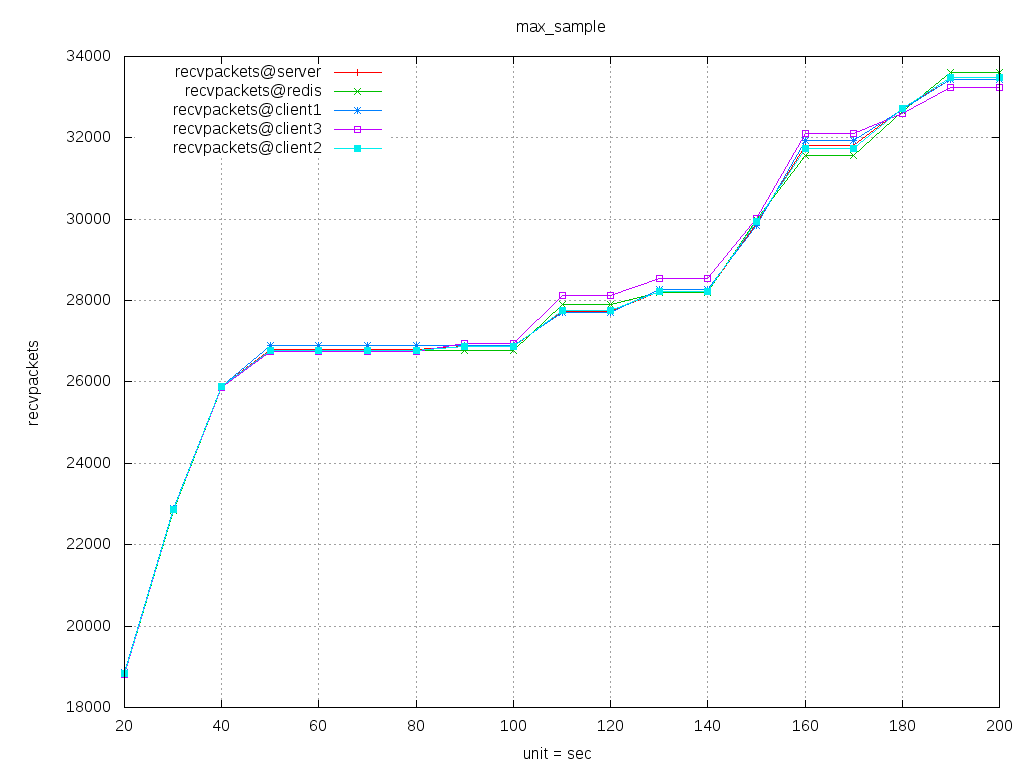 max_sample
34000
32000
30000
28000
26000
24000
22000
20000
18000
recvpackets
recvpackets@server
recvpackets@redis
recvpackets@client1
recvpackets@client3
recvpackets@client2
20 40 60 80 100 120 140 160 180 200
unit = sec